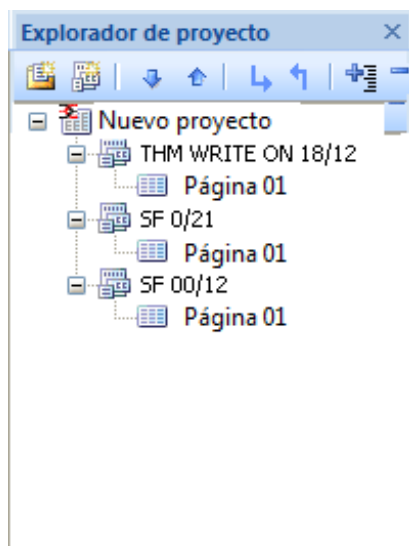 Explorador de proyecto
Nuevo proyecto
THM WRITE ON 18/12
Página 01
SF 0/21
Página 01
SF 00/12
Página 01